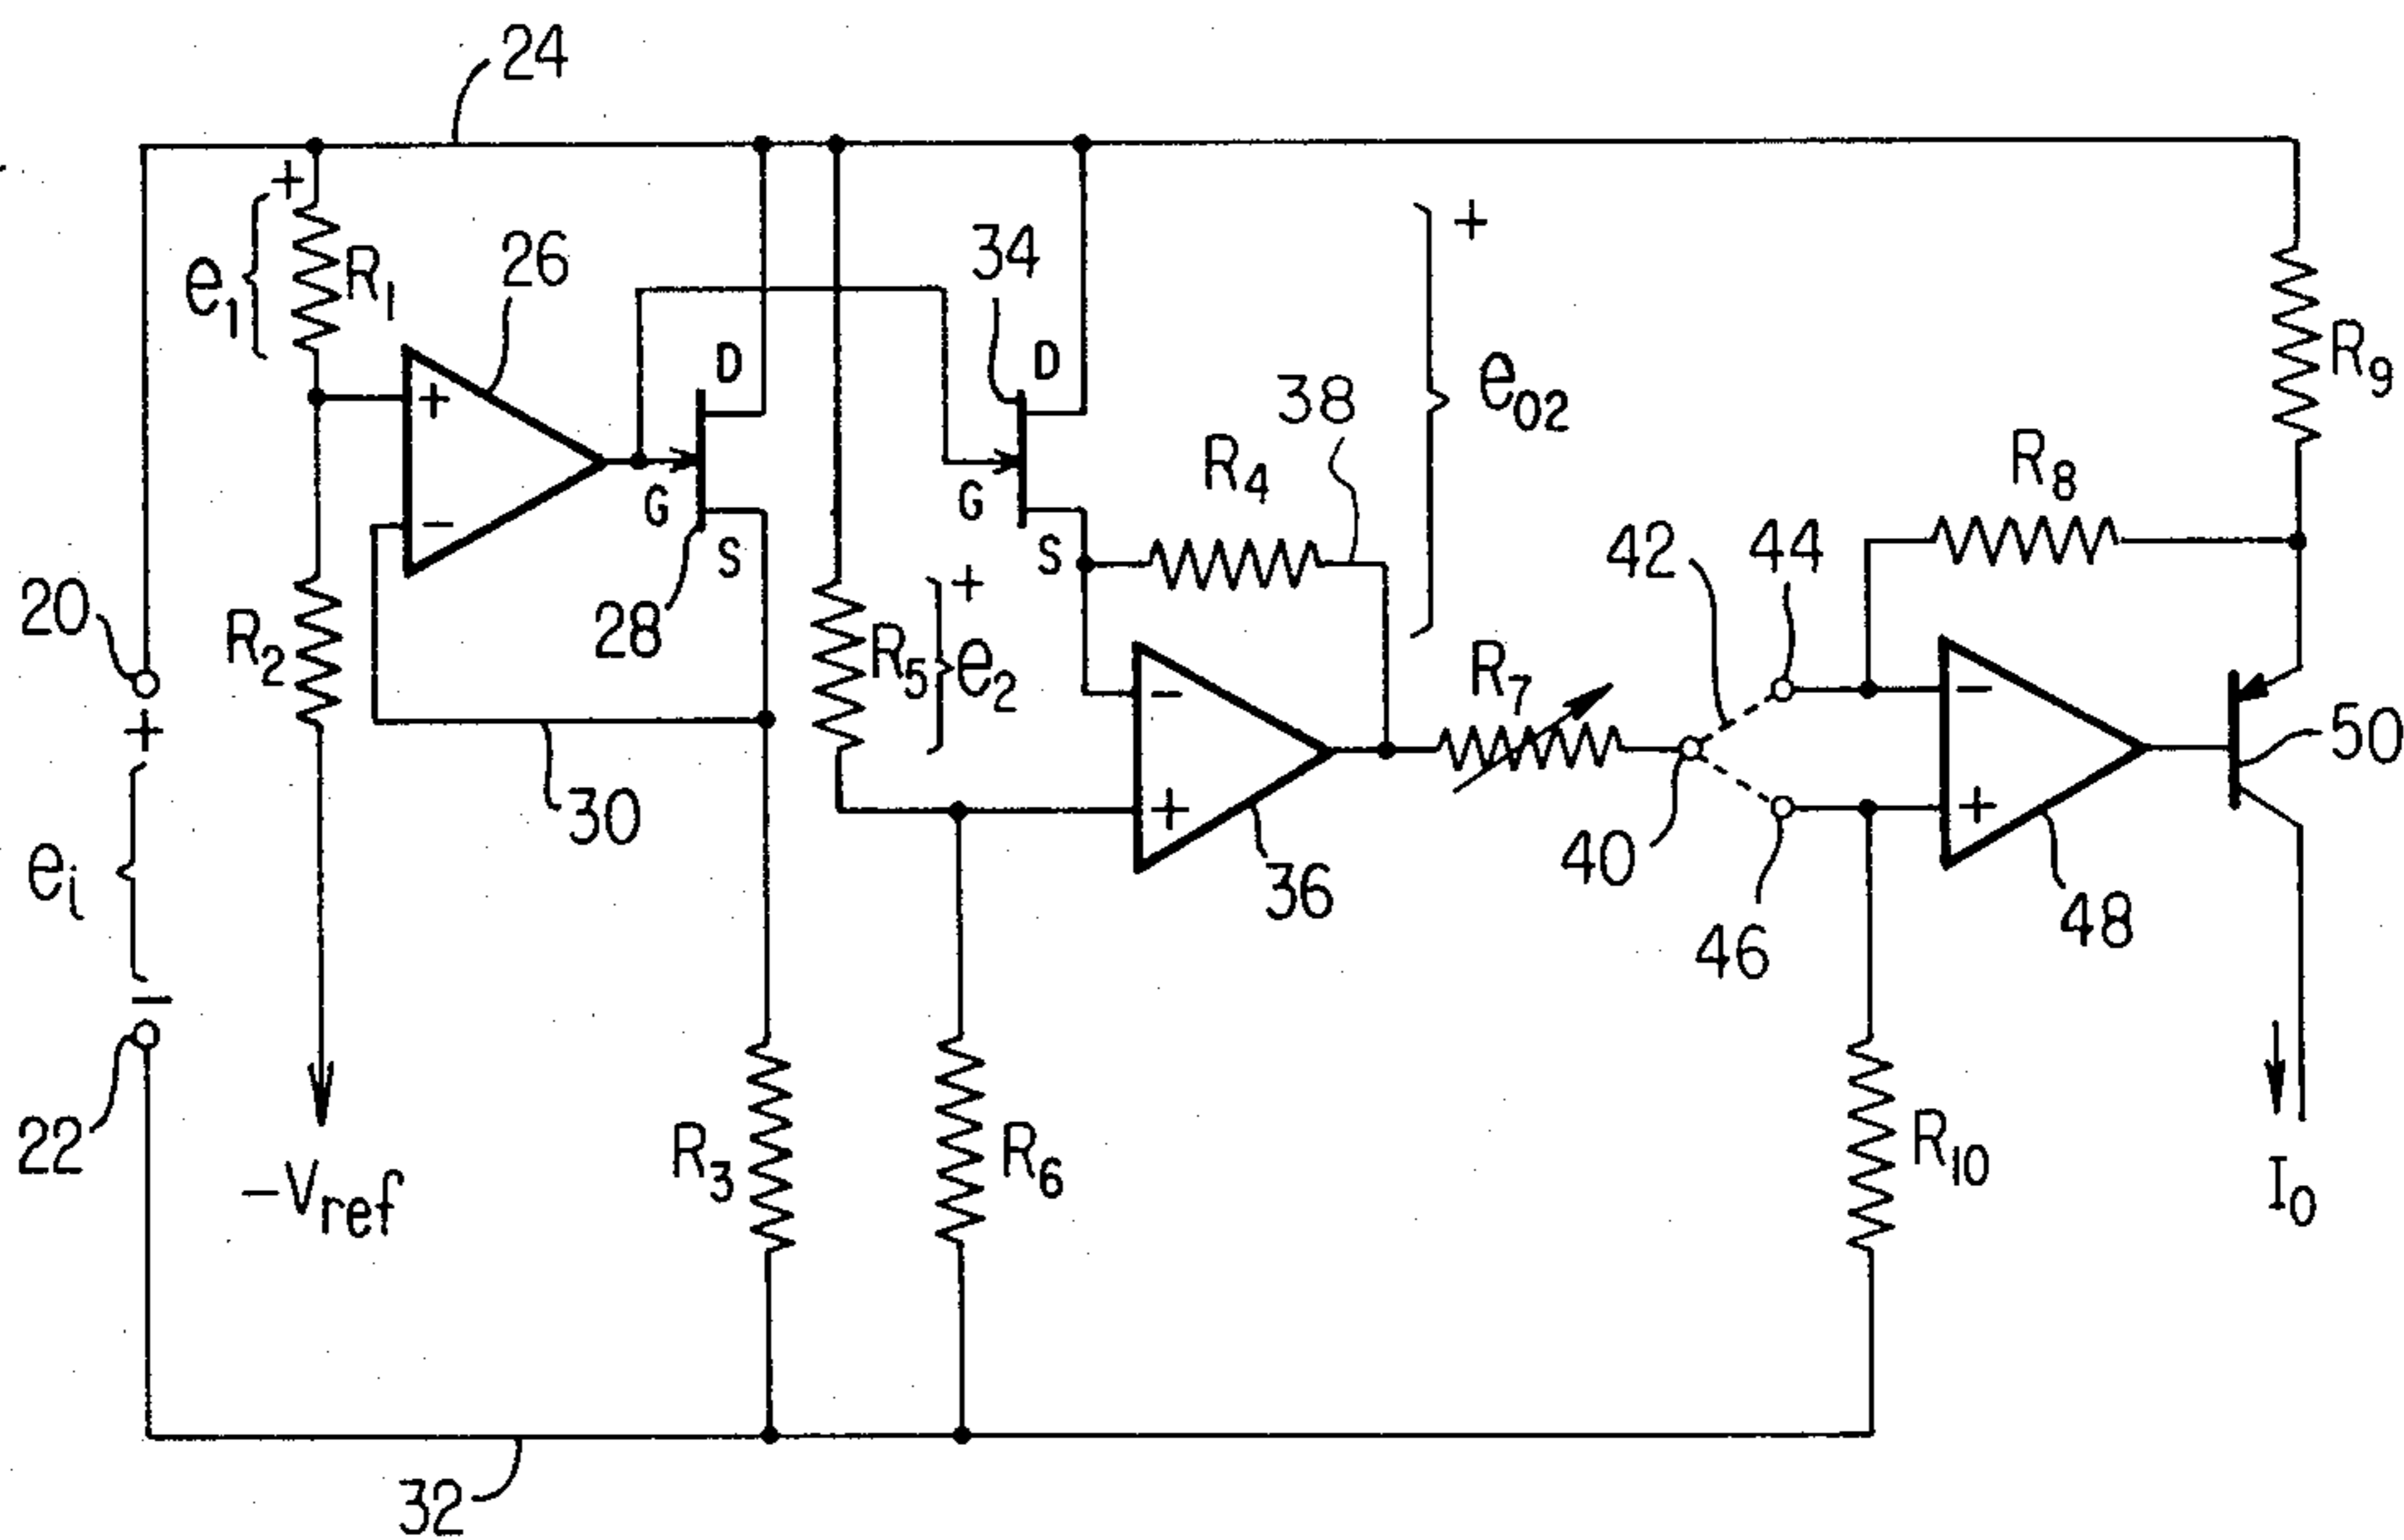 24
+
e1
R1
26
+
−
D
G
S
28
34
D
G
S
38
R4
+
e02
R9
R8
42
44
20
+
ei
−
22
R2
30
R5
+
e2
−
+
36
R7
40
46
−
+
48
50
−Vref
R3
R6
R10
I0
32